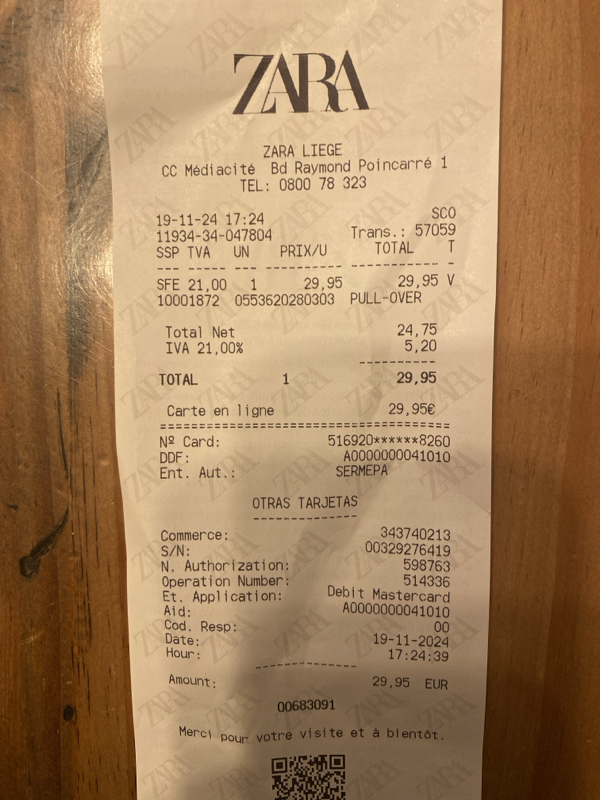 ZARA
ZARA LIEGE
CC Médiacité Bd Raymond Poincarré 1
TEL: 0800 78 323
19-11-24 17:24 SCO
11934-34-047804 Trans.: 57059
SSP TVA UN PRIX/U TOTAL T
--- ----- -- --------- ----------- -
SFE 21,00 1 29,95 29,95 V
10001872 0553620280303 PULL-OVER
Total Net 24,75
IVA 21,00% 5,20
----------
TOTAL 1 29,95
Carte en ligne 29,95€
========================================
Nº Card: 516920******8260
DDF: A0000000041010
Ent. Aut.: SERMEPA
OTRAS TARJETAS
--------------
Commerce: 343740213
S/N: 00329276419
N. Authorization: 598763
Operation Number: 514336
Et. Application: Debit Mastercard
Aid: A0000000041010
Cod. Resp: 00
Date: 19-11-2024
Hour: 17:24:39
-------------
Amount: 29,95 EUR
00683091
Merci pour votre visite et à bientôt.